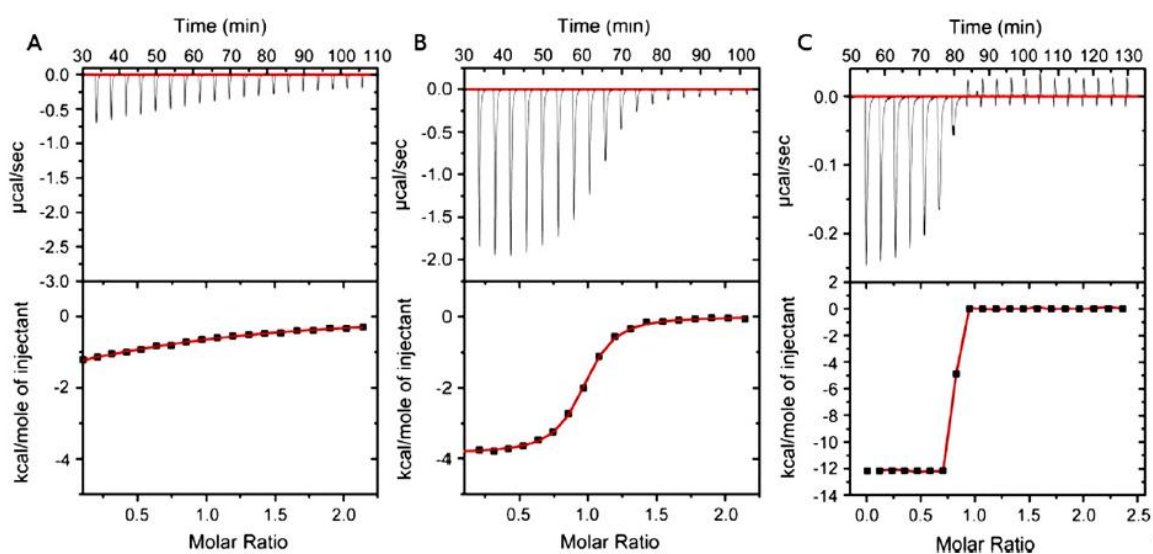 A
Time (min)
30 40 50 60 70 80 90 100 110
0.0
-0.5
-1.0
-1.5
-2.0
-2.5
-3.0
µcal/sec
0
-2
-4
kcal/mole of injectant
0.5 1.0 1.5 2.0
Molar Ratio
B
Time (min)
30 40 50 60 70 80 90 100
0.0
-0.5
-1.0
-1.5
-2.0
µcal/sec
0
-2
-4
kcal/mole of injectant
0.5 1.0 1.5 2.0
Molar Ratio
C
Time (min)
50 60 70 80 90 100 110 120 130
0.0
-0.1
-0.2
µcal/sec
2
0
-2
-4
-6
-8
-10
-12
-14
kcal/mole of injectant
0.0 0.5 1.0 1.5 2.0 2.5
Molar Ratio